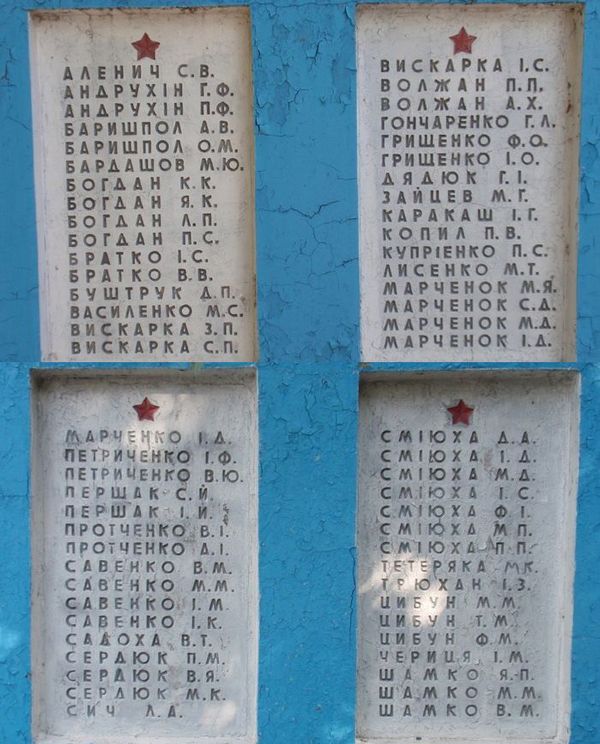 АЛЕНИЧ С.В.
АНДРУХІН Г.Ф.
АНДРУХІН П.Ф.
БАРИШПОЛ А.В.
БАРИШПОЛ О.М.
БАРДАШОВ М.Ю.
БОГДАН К.К.
БОГДАН Я.К.
БОГДАН Л.П.
БОГДАН П.С.
БРАТКО І.С.
БРАТКО В.В.
БУШТРУК Д.П.
ВАСИЛЕНКО М.С.
ВИСКАРКА З.П.
ВИСКАРКА С.П.
ВИСКАРКА І.С.
ВОЛЖАН П.П.
ВОЛЖАН А.Х.
ГОНЧАРЕНКО Г.Л.
ГРИЩЕНКО Ф.О.
ГРИЩЕНКО І.О.
ДЯДЮК Г.І.
ЗАЙЦЕВ М.Г.
КАРАКАШ І.Г.
КОПИЛ П.В.
КУПРІЕНКО П.С.
ЛИСЕНКО М.Т.
МАРЧЕНОК М.Я.
МАРЧЕНОК С.Д.
МАРЧЕНОК М.Д.
МАРЧЕНОК І.Д.
МАРЧЕНКО І.Д.
ПЕТРИЧЕНКО І.Ф.
ПЕТРИЧЕНКО В.Ю.
ПЕРШАК С.Й.
ПЕРШАК І.Й.
ПРОТЧЕНКО В.І.
ПРОТЧЕНКО Д.І.
САВЕНКО В.М.
САВЕНКО М.М.
САВЕНКО І.М.
САВЕНКО І.К.
САДОХА В.Т.
СЕРДЮК П.М.
СЕРДЮК В.Я.
СЕРДЮК М.К.
СИЧ Л.А.
СМІЮХА Д.А.
СМІЮХА І.Д.
СМІЮХА М.Д.
СМІЮХА І.С.
СМІЮХА Ф.І.
СМІЮХА М.П.
СМІЮХА П.П.
ТЕТЕРЯКА М.К.
ТРЮХАН І.З.
ЦИБУН М.М.
ЦИБУН Т.М.
ЦИБУН Ф.М.
ЧЕРИЦЯ І.М.
ШАМКО Я.П.
ШАМКО М.М.
ШАМКО В.М.